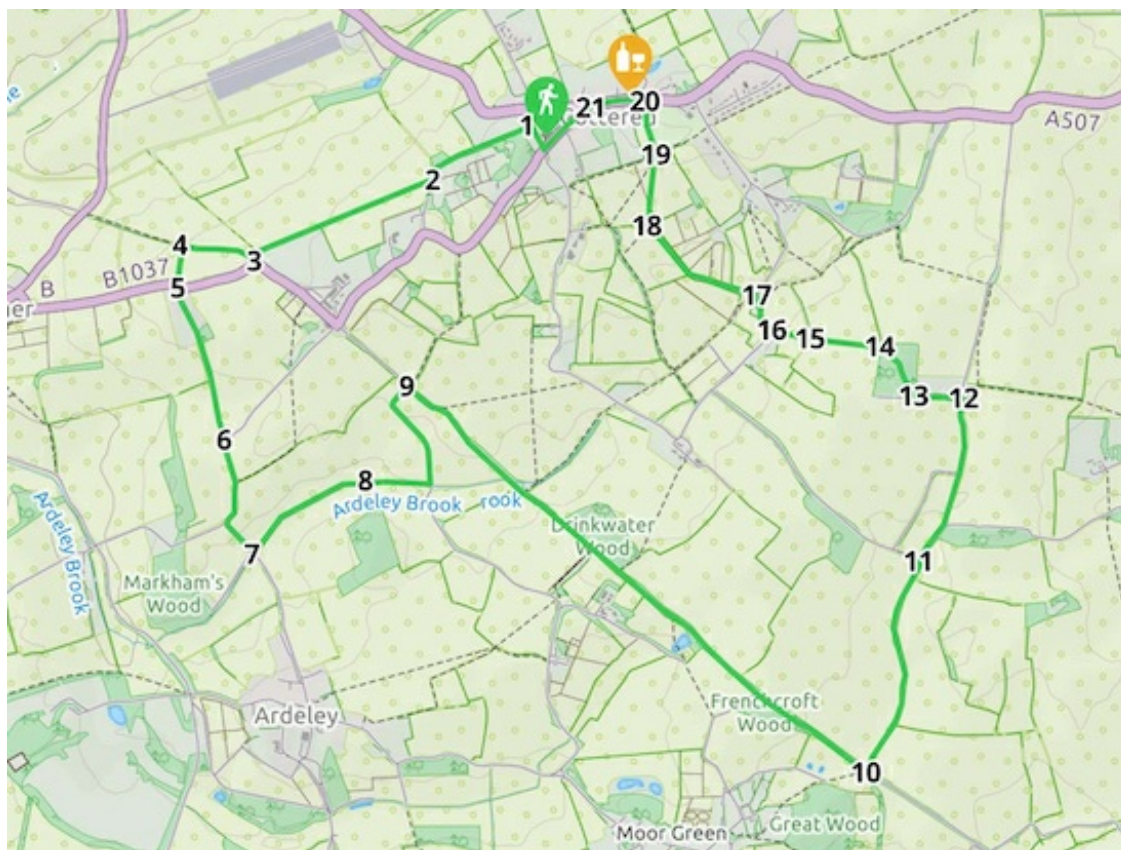 20
1
21
Cottered
A507
19
2
18
4
3
B1037
B
5
17
16
15
14
9
13
12
6
8
Ardeley Brook
rook
Ardeley Brook
Drinkwater
Wood
7
11
Markham's
Wood
Frenchcroft
Wood
Ardeley
10
Moor Green
Great Wood